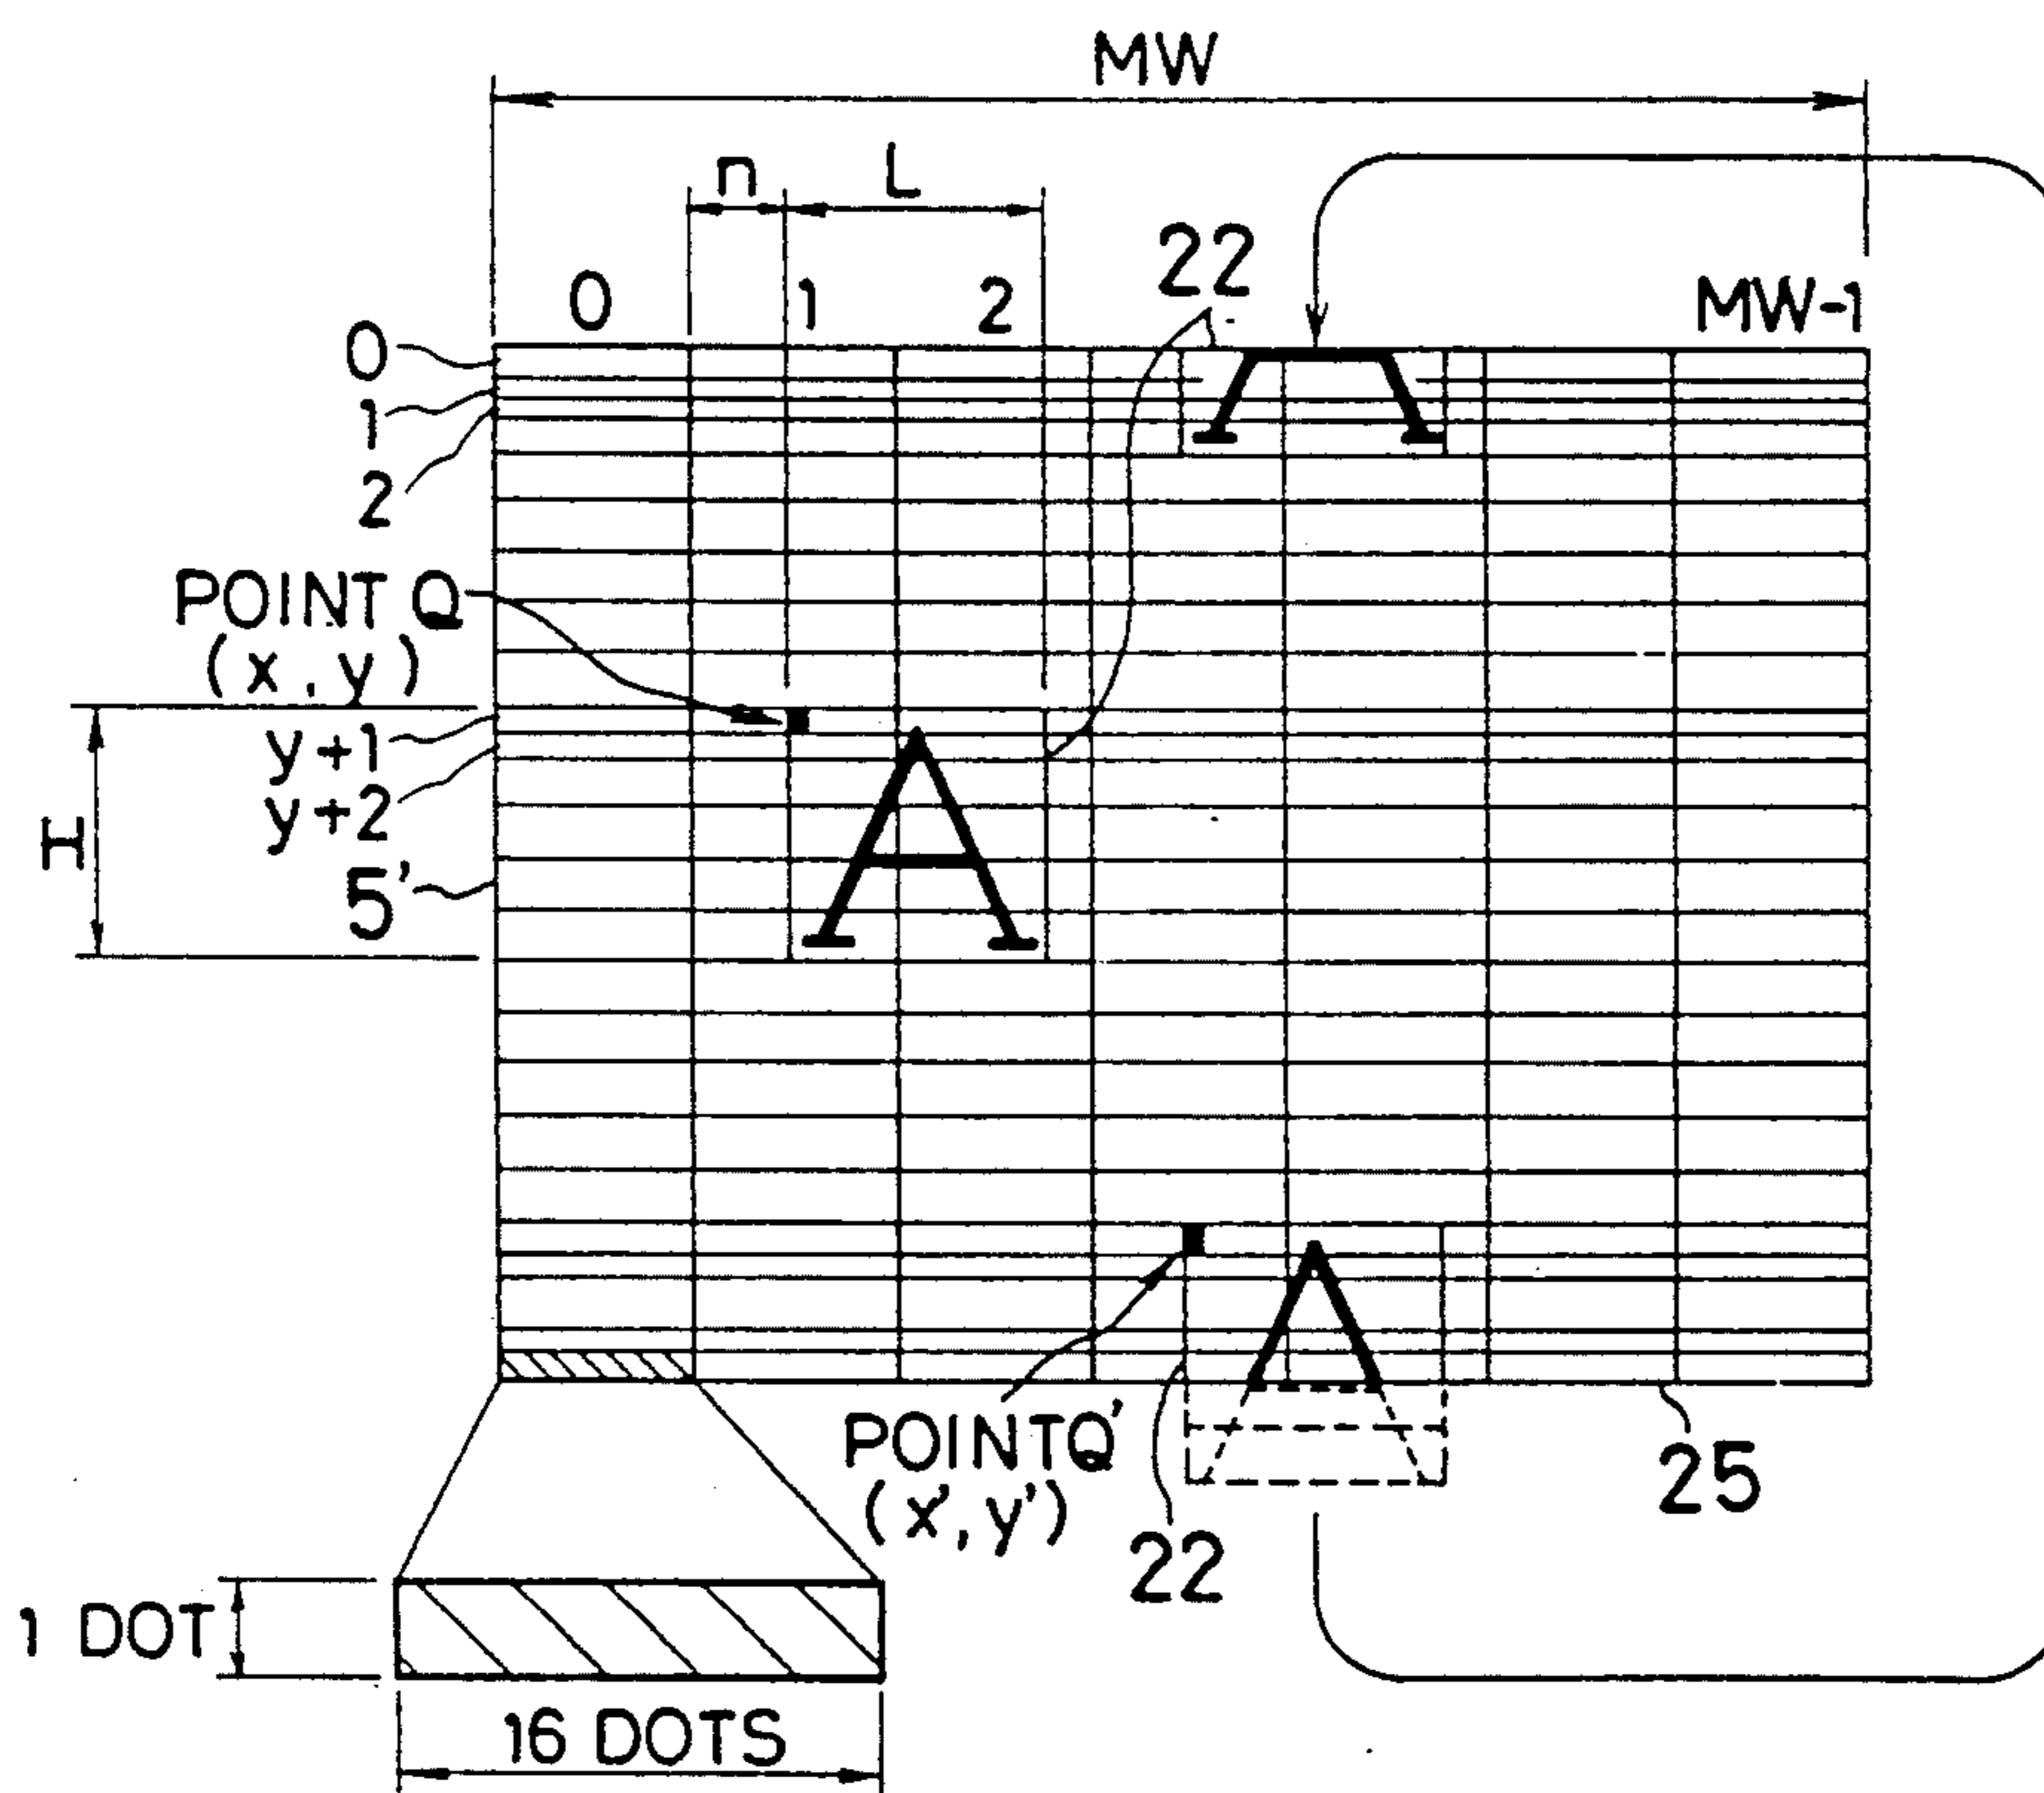 MW
n L
22
0 1 2 MW-1
0
1
2
POINT Q
(x, y)
y+1
y+2
H
5'
A
A
A
POINT Q'
(x', y')
22
25
1 DOT
16 DOTS